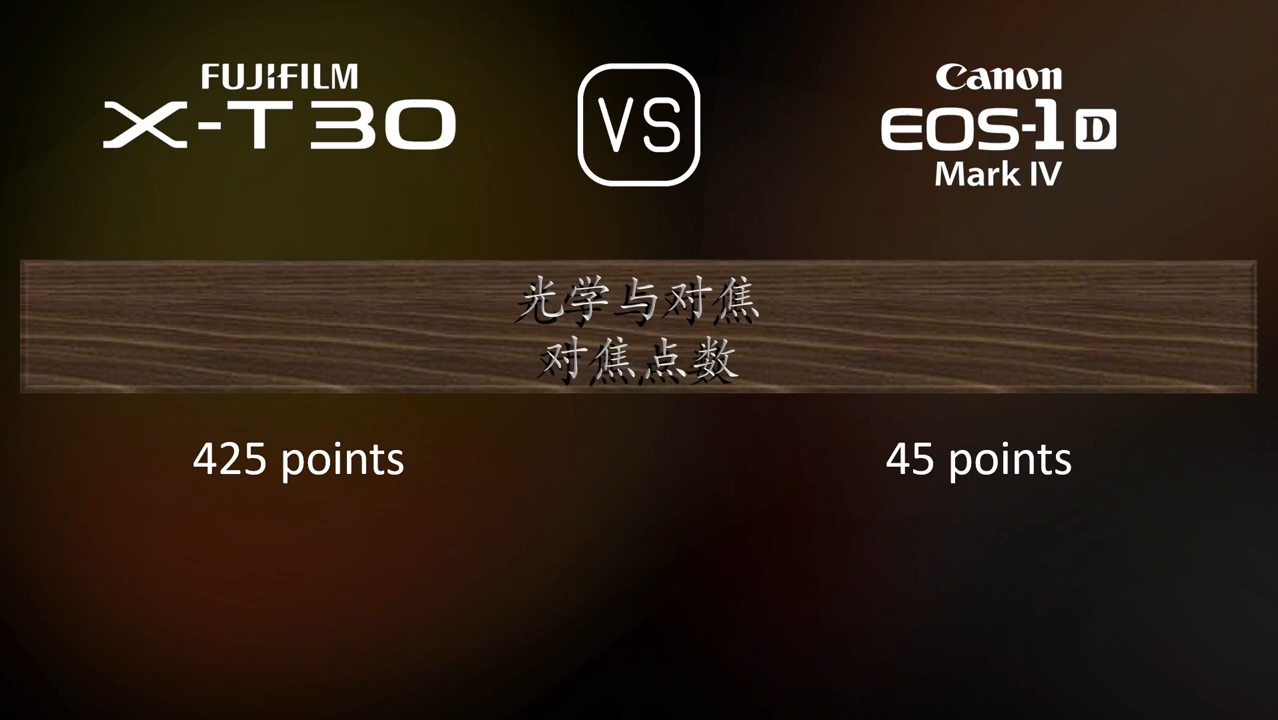 FUJIFILM
X-T30
VS
Canon
EOS-1D
Mark IV
光学与对焦
对焦点数
425 points
45 points